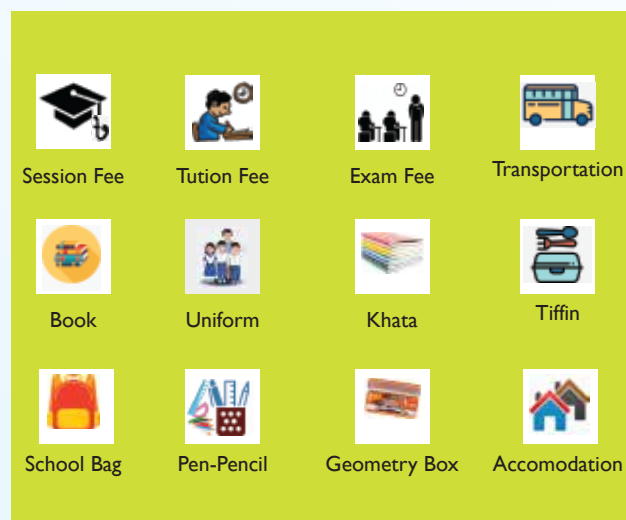 Session Fee Tution Fee Exam Fee Transportation
Book Uniform Khata Tiffin
School Bag Pen-Pencil Geometry Box Accomodation